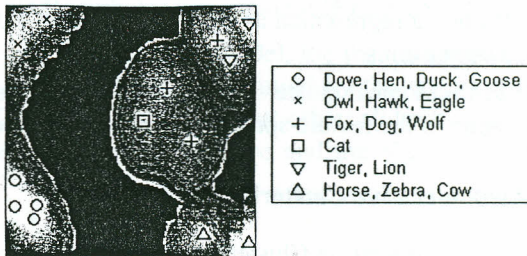 Dove, Hen, Duck, Goose
Owl, Hawk, Eagle
Fox, Dog, Wolf
Cat
Tiger, Lion
Horse, Zebra, Cow